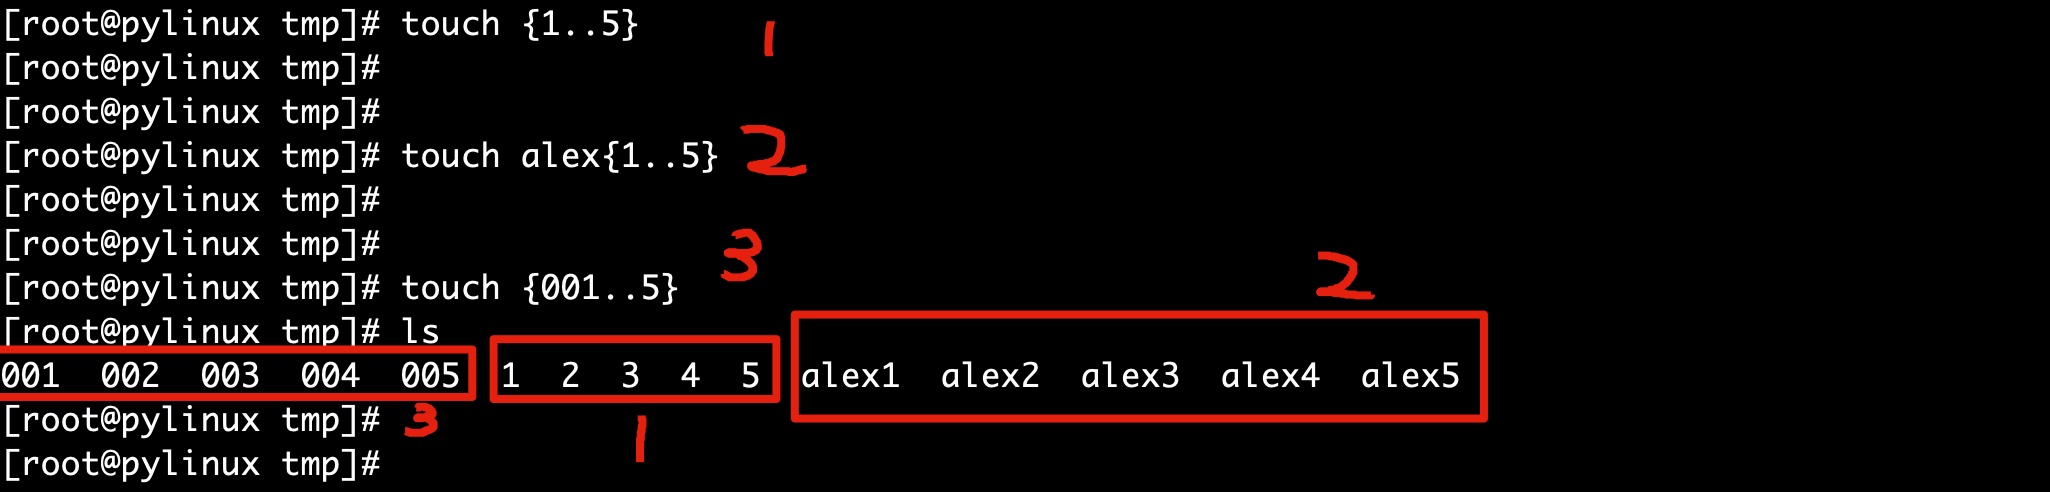 [root@pylinux tmp]# touch {1..5} 1
[root@pylinux tmp]#
[root@pylinux tmp]#
[root@pylinux tmp]# touch alex{1..5} 2
[root@pylinux tmp]#
[root@pylinux tmp]# 3
[root@pylinux tmp]# touch {001..5} 2
[root@pylinux tmp]# ls
001 002 003 004 005 1 2 3 4 5 alex1 alex2 alex3 alex4 alex5
[root@pylinux tmp]# 3 1
[root@pylinux tmp]#